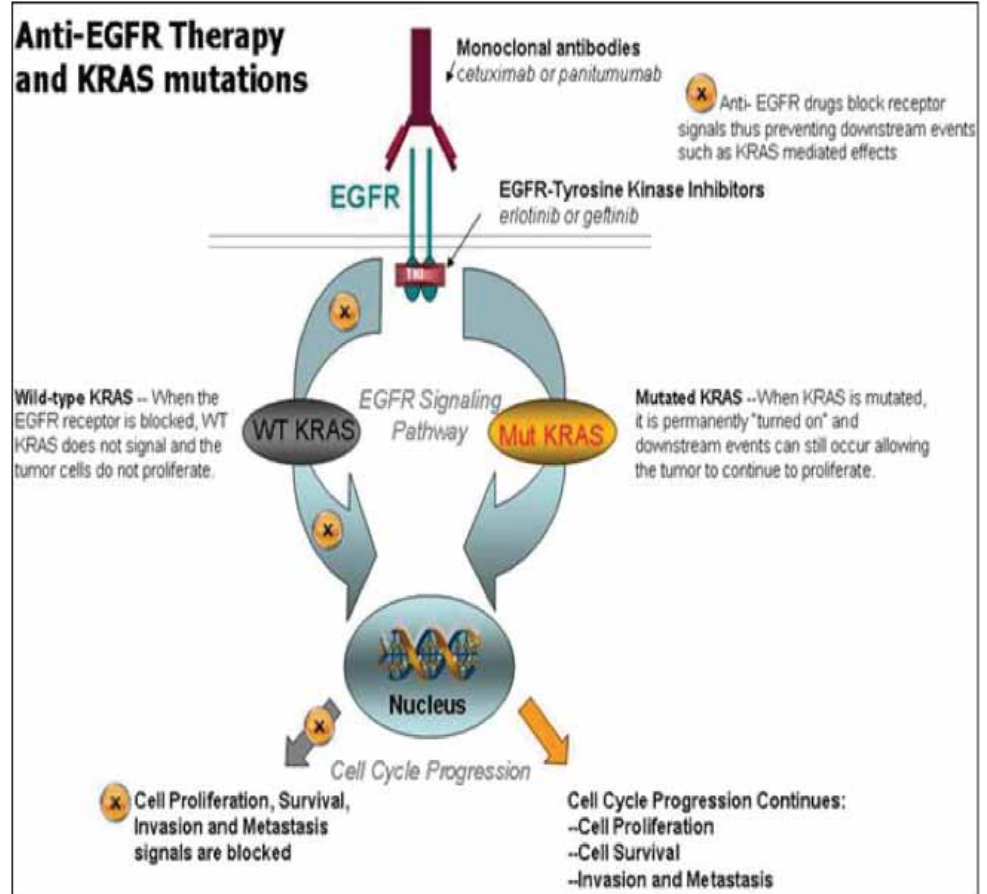 Anti-EGFR Therapy
and KRAS mutations
Monoclonal antibodies
cetuximab or panitumumab
X
Anti- EGFR drugs block receptor
signals thus preventing downstream events
such as KRAS mediated effects
EGFR
EGFR-Tyrosine Kinase Inhibitors
erlotinib or geftinib
TKI
X
Wild-type KRAS -- When the
EGFR receptor is blocked, WT
KRAS does not signal and the
tumor cells do not proliferate.
WT KRAS
EGFR Signaling
Pathway
Mut KRAS
Mutated KRAS --When KRAS is mutated,
it is permanently "turned on" and
downstream events can still occur allowing
the tumor to continue to proliferate.
X
Nucleus
X
Cell Cycle Progression
X
Cell Proliferation, Survival,
Invasion and Metastasis
signals are blocked
Cell Cycle Progression Continues:
--Cell Proliferation
--Cell Survival
--Invasion and Metastasis